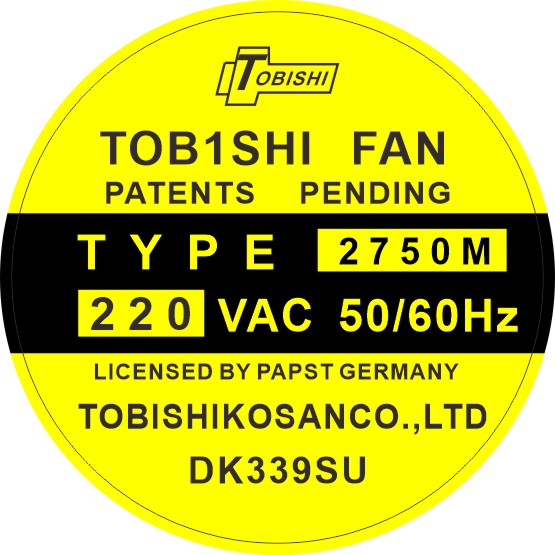 TOBISHI
TOB1SHI FAN
PATENTS PENDING
TYPE 2750M
220 VAC 50/60Hz
LICENSED BY PAPST GERMANY
TOBISHIKOSANCO.,LTD
DK339SU